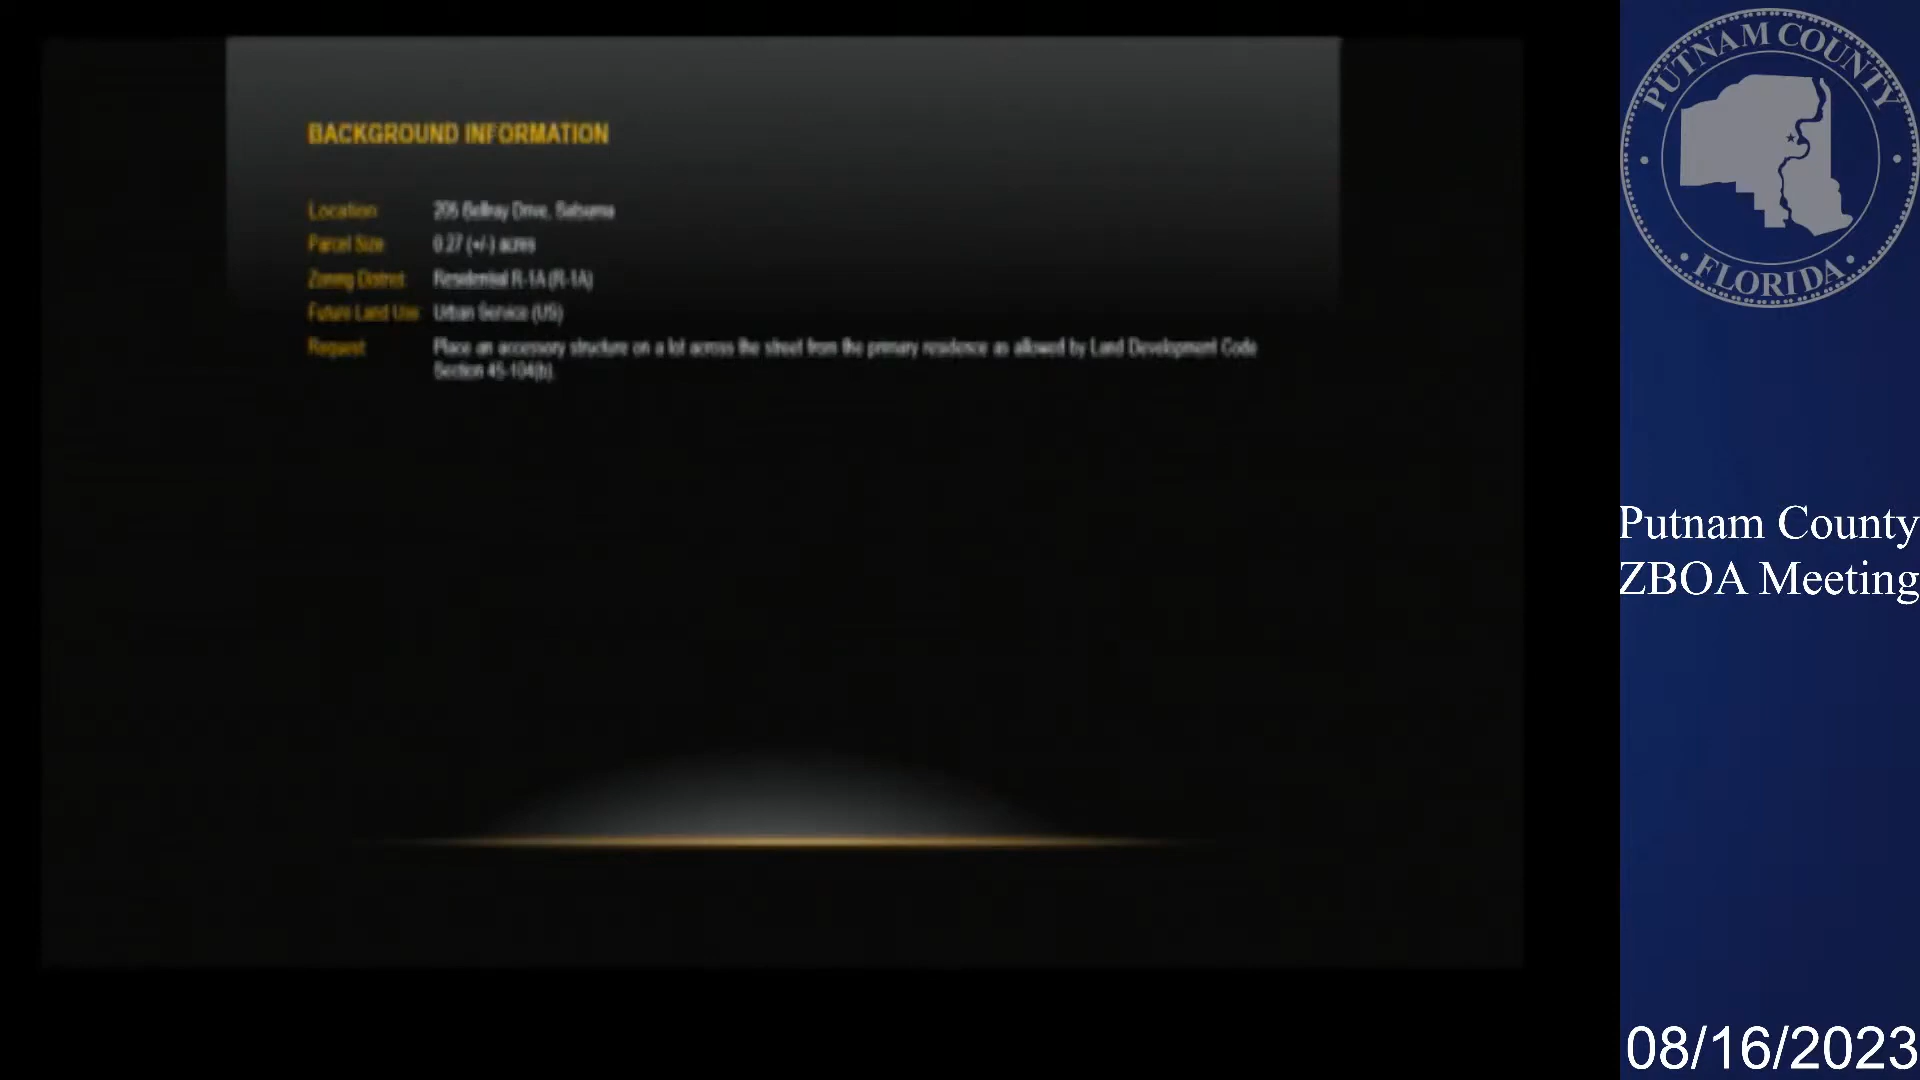 BACKGROUND INFORMATION
Location 205 Bellray Drive, Satsuma
Parcel Size 0.27 (+/-) acres
Zoning District Residential R-1A (R-1A)
Future Land Use Urban Service (US)
Request Place an accessory structure on a lot across the street from the primary residence as allowed by Land Development Code
Section 45-104(b).
PUTNAM COUNTY
FLORIDA
Putnam County
ZBOA Meeting
08/16/2023